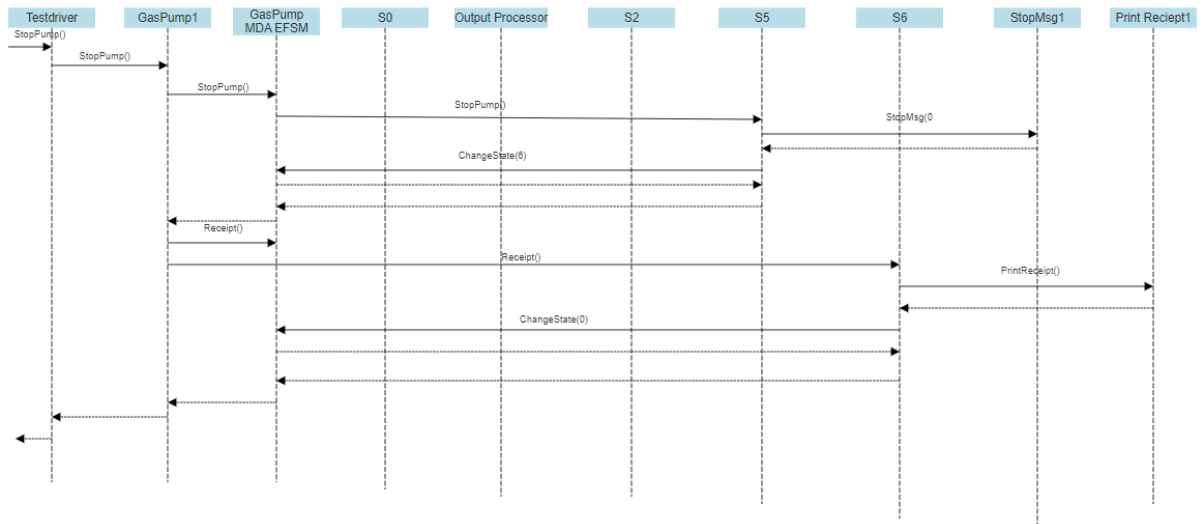 Testdriver
GasPump1
GasPump
MDA EFSM
S0
Output Processor
S2
S5
S6
StopMsg1
Print Reciept1
StopPump()
StopPump()
StopPump()
StopPump()
StopMsg(0
ChangeState(6)
Receipt()
Receipt()
PrintReceipt()
ChangeState(0)